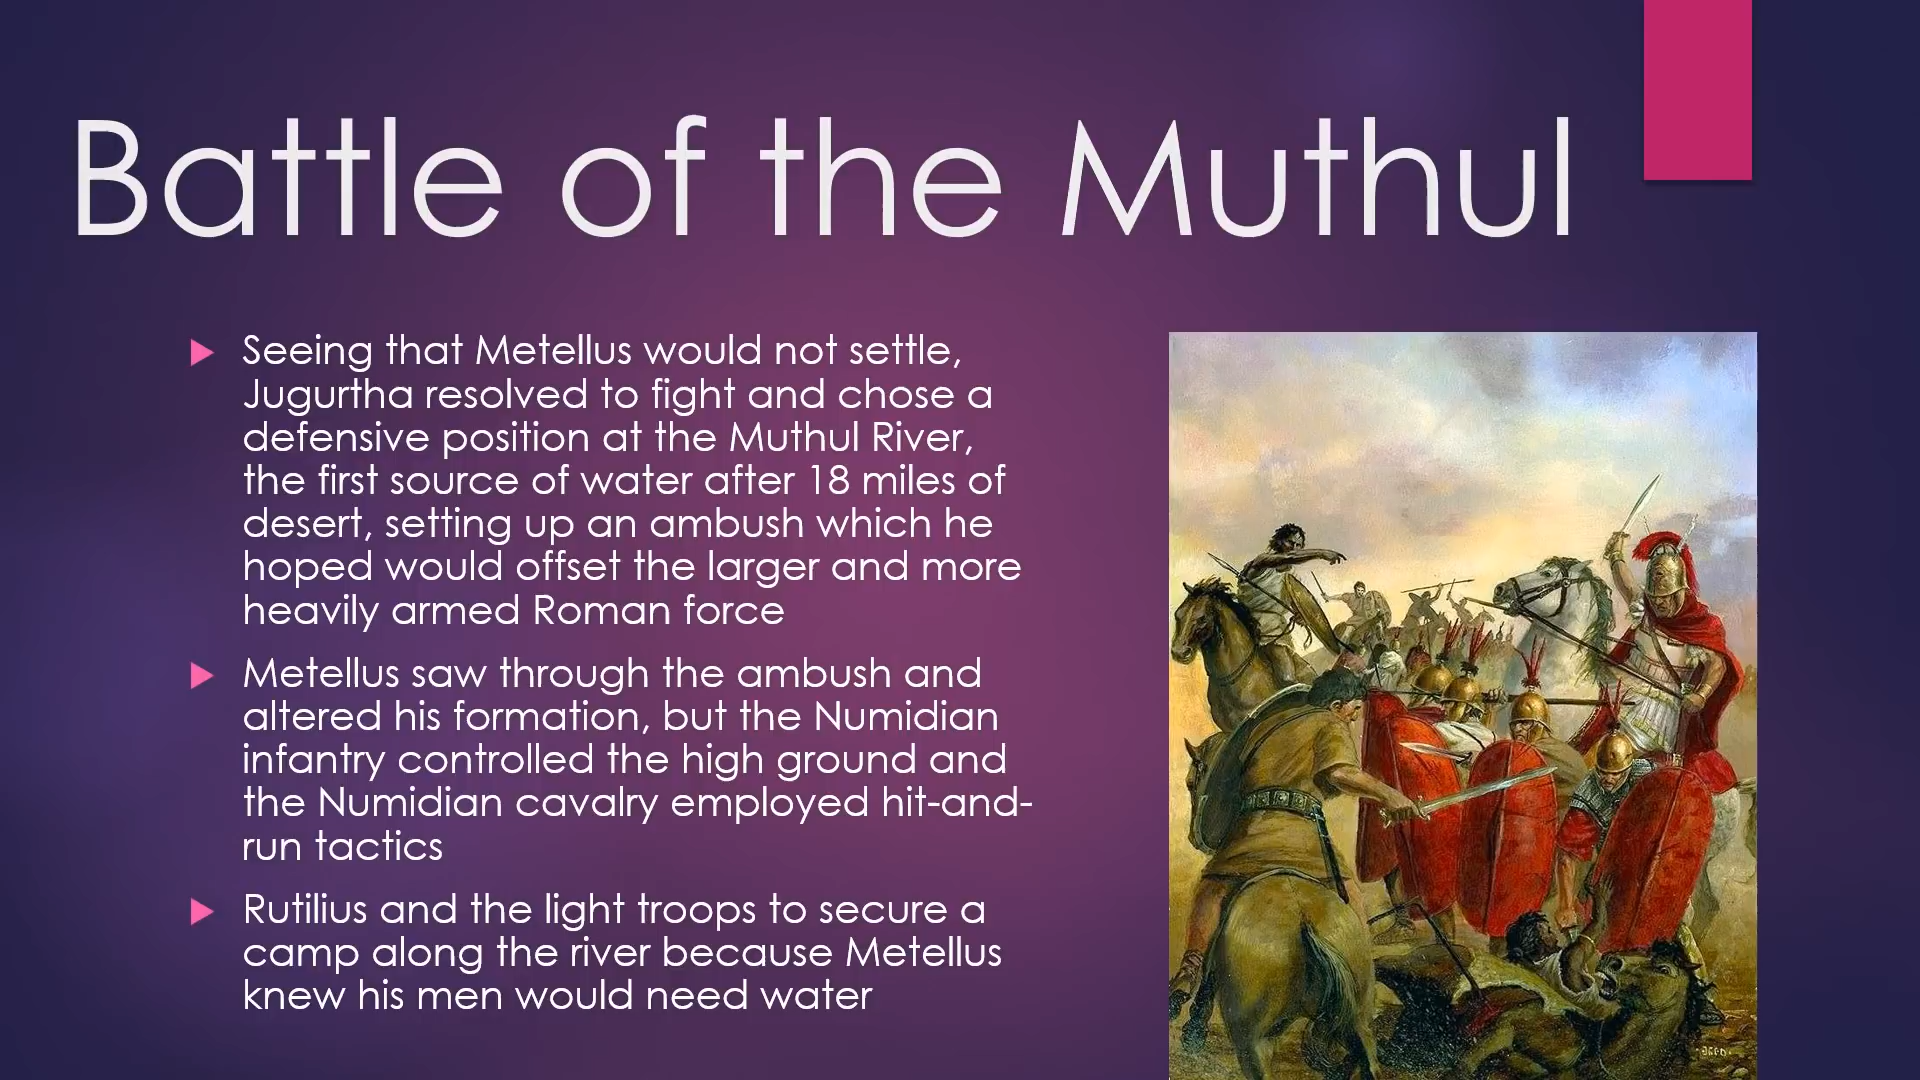 Battle of the Muthul
Seeing that Metellus would not settle,
Jugurtha resolved to fight and chose a
defensive position at the Muthul River,
the first source of water after 18 miles of
desert, setting up an ambush which he
hoped would offset the larger and more
heavily armed Roman force
Metellus saw through the ambush and
altered his formation, but the Numidian
infantry controlled the high ground and
the Numidian cavalry employed hit-and-
run tactics
Rutilius and the light troops to secure a
camp along the river because Metellus
knew his men would need water